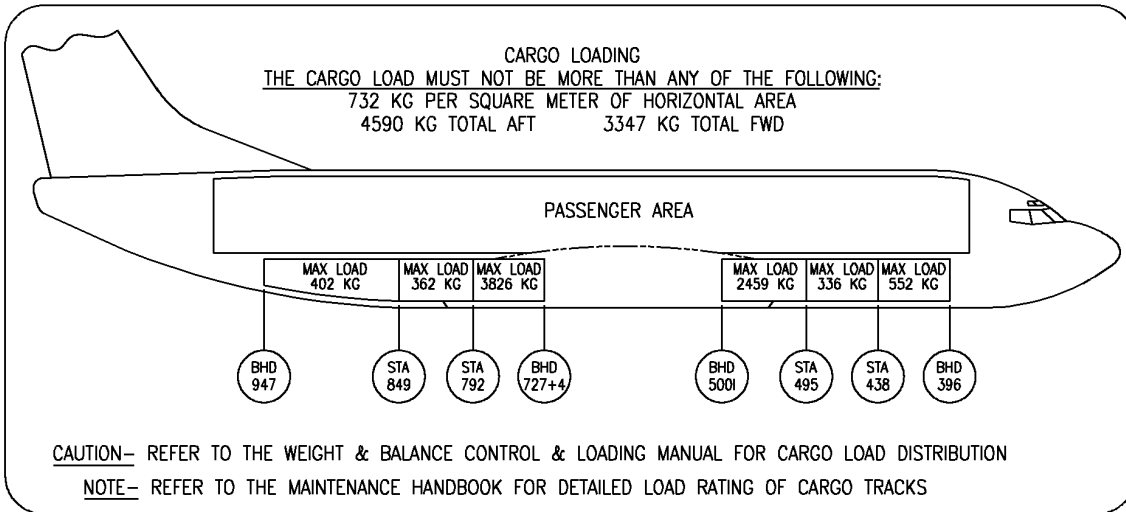 CARGO LOADING
THE CARGO LOAD MUST NOT BE MORE THAN ANY OF THE FOLLOWING:
732 KG PER SQUARE METER OF HORIZONTAL AREA
4590 KG TOTAL AFT 3347 KG TOTAL FWD
PASSENGER AREA
MAX LOAD
402 KG
MAX LOAD
362 KG
MAX LOAD
3826 KG
MAX LOAD
2459 KG
MAX LOAD
336 KG
MAX LOAD
552 KG
BHD
947
STA
849
STA
792
BHD
727+4
BHD
500I
STA
495
STA
438
BHD
396
CAUTION– REFER TO THE WEIGHT & BALANCE CONTROL & LOADING MANUAL FOR CARGO LOAD DISTRIBUTION
NOTE– REFER TO THE MAINTENANCE HANDBOOK FOR DETAILED LOAD RATING OF CARGO TRACKS